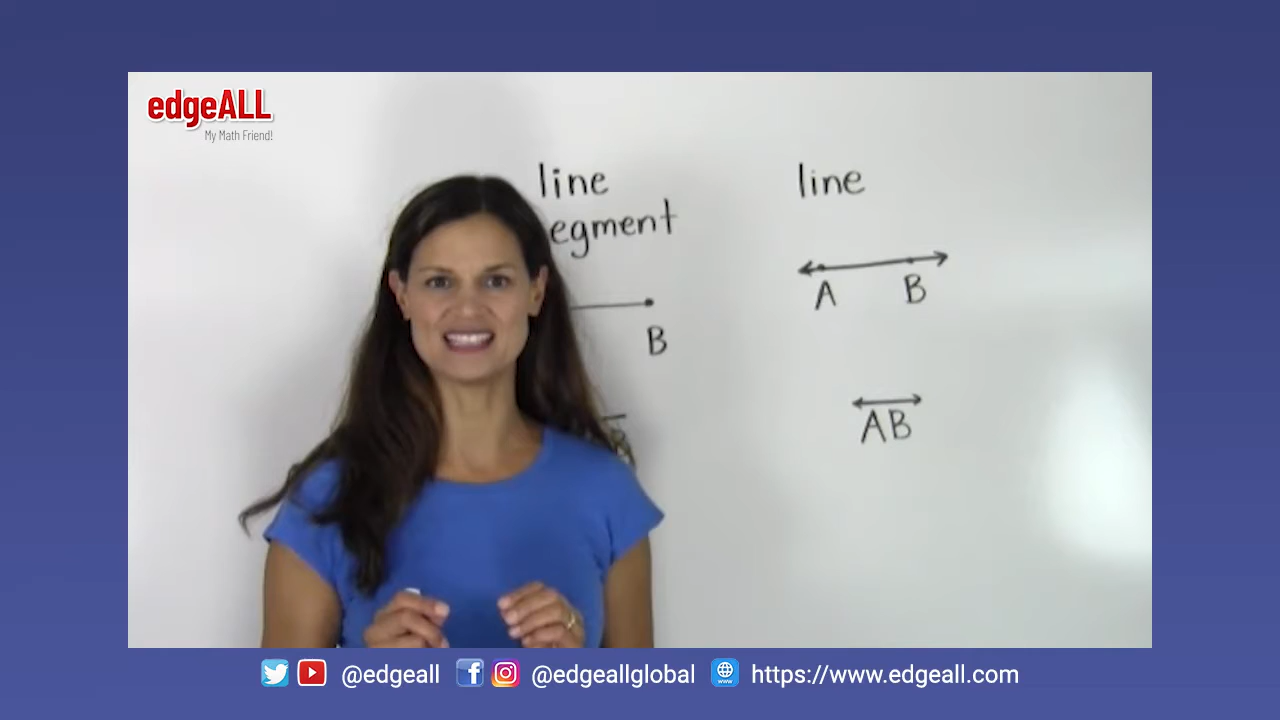 edgeALL
My Math Friend!
line
egment
B
line
A B
AB
@edgeall @edgeallglobal https://www.edgeall.com